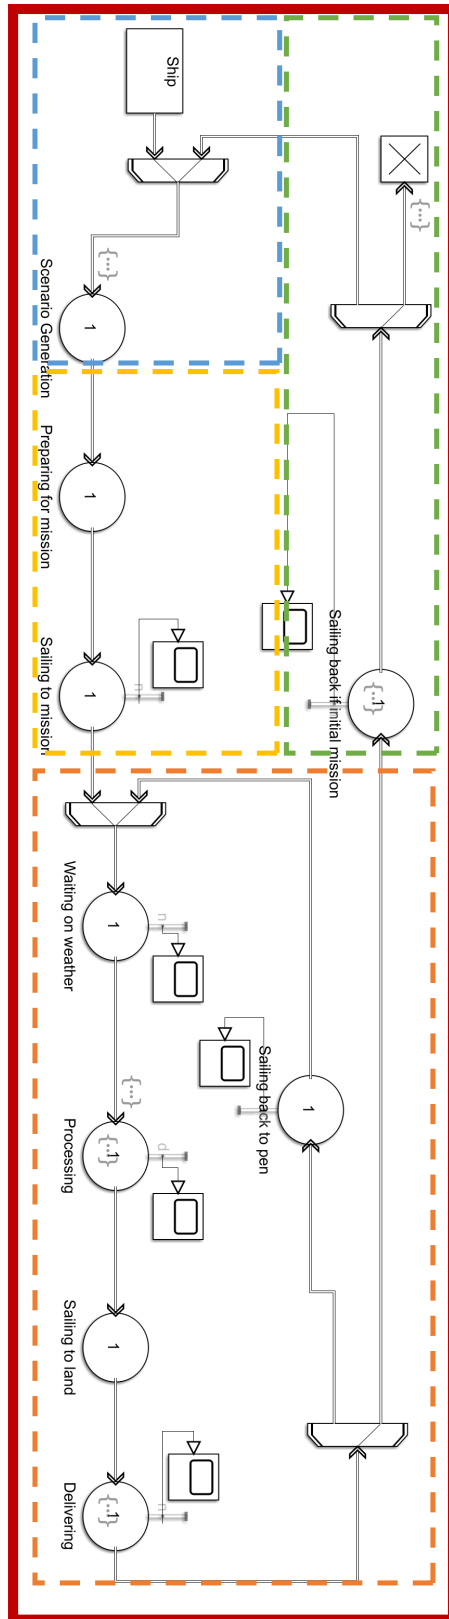 {...}
{...}
1
Sailing back if initial mission
1
Sailing back to pen
Ship
n
n
d
n
{...}
1
Scenario Generation
1
Preparing for mission
1
Sailing to mission
1
Waiting on weather
{...}
{...}
1
Processing
1
Sailing to land
{...}
1
Delivering